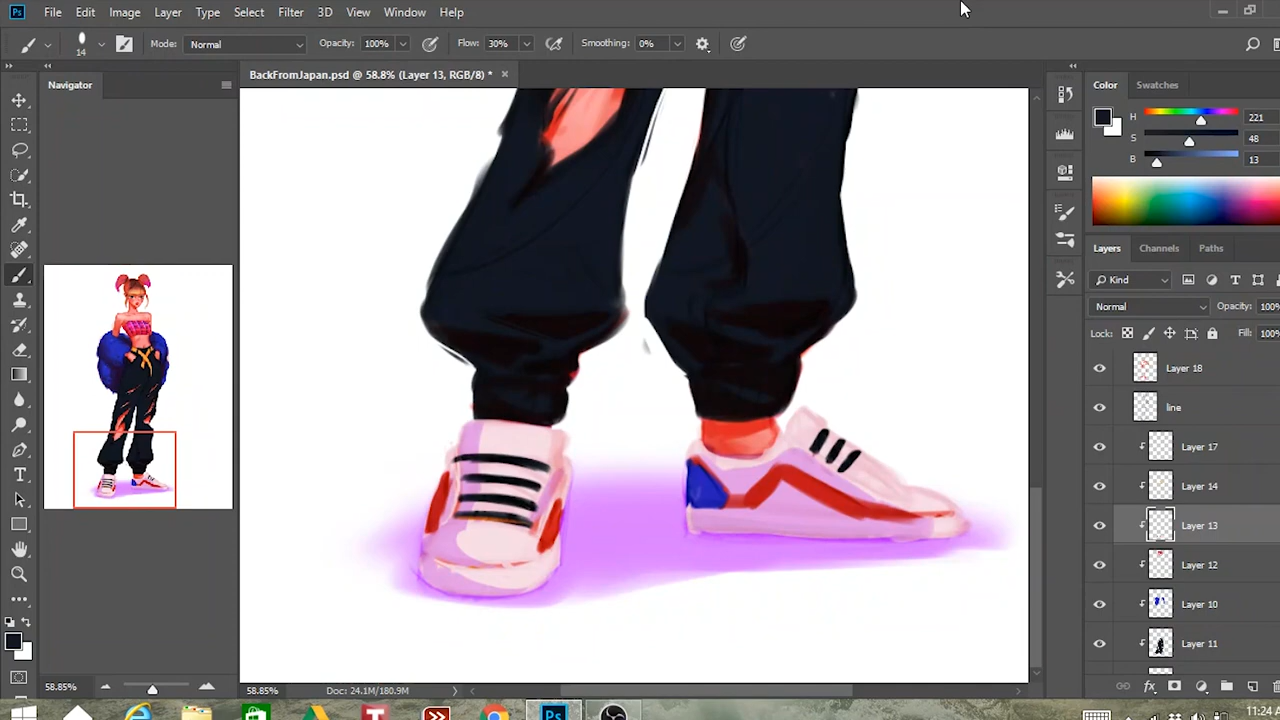 Ps File Edit Image Layer Type Select Filter 3D View Window Help
14 Mode: Normal Opacity: 100% Flow: 30% Smoothing: 0%
Navigator
BackFromJapan.psd @ 58.8% (Layer 13, RGB/8) *
Color Swatches
H 221
S 48
B 13
Layers Channels Paths
Kind
Normal Opacity: 100%
Lock: Fill: 100%
Layer 18
line
Layer 17
Layer 14
Layer 13
Layer 12
Layer 10
Layer 11
58.85%
58.85% Doc: 24.1M/180.9M
Ps
11:24 A